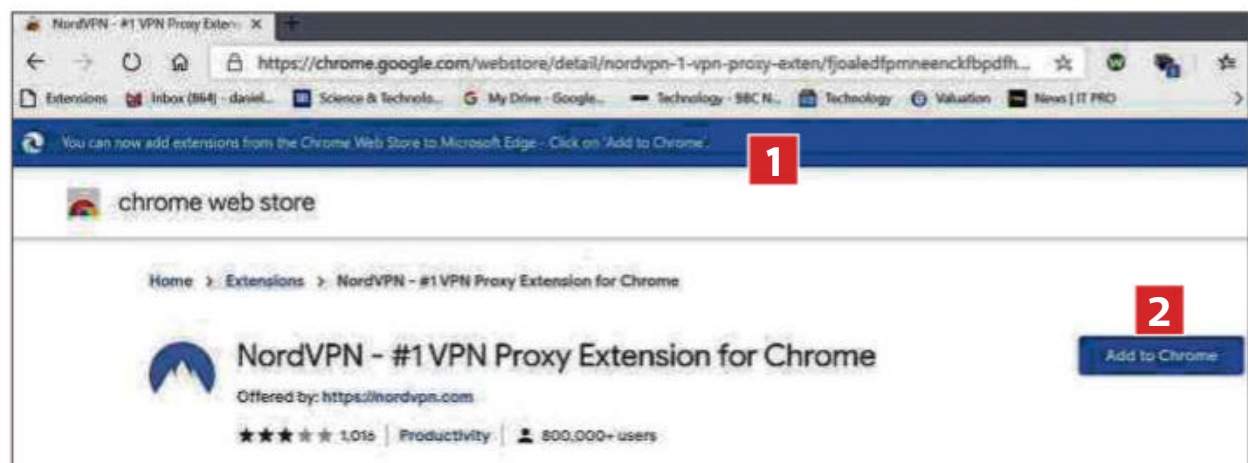 NordVPN - #1 VPN Proxy Exten
https://chrome.google.com/webstore/detail/nordvpn-1-vpn-proxy-exten/fjoaledfpmneenckfbpdfh...
Extensions Inbox (864) - daniel... Science & Technolo... My Drive - Google... Technology - BBC N... Technology Valuation News | IT PRO
You can now add extensions from the Chrome Web Store to Microsoft Edge - Click on 'Add to Chrome'.
1
chrome web store
Home > Extensions > NordVPN - #1 VPN Proxy Extension for Chrome
2
NordVPN - #1 VPN Proxy Extension for Chrome
Add to Chrome
Offered by: https://nordvpn.com
1,016 | Productivity | 800,000+ users